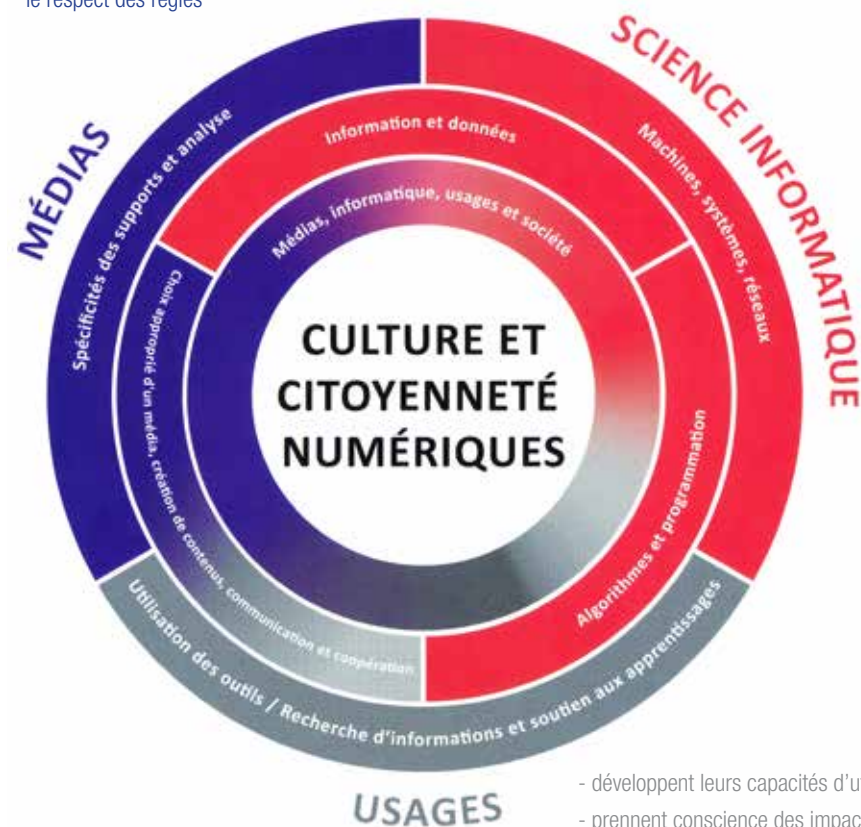 le respect des règles
MÉDIAS
SCIENCE INFORMATIQUE
Spécificités des supports et analyse
Machines, systèmes, réseaux
Information et données
Médias, informatique, usages et société
Choix approprié d'un média, création de contenus, communication et coopération
Algorithmes et programmation
CULTURE ET
CITOYENNETÉ
NUMÉRIQUES
Utilisation des outils / Recherche d'informations et soutien aux apprentissages
USAGES
- développent leurs capacités d'u
- prennent conscience des impac